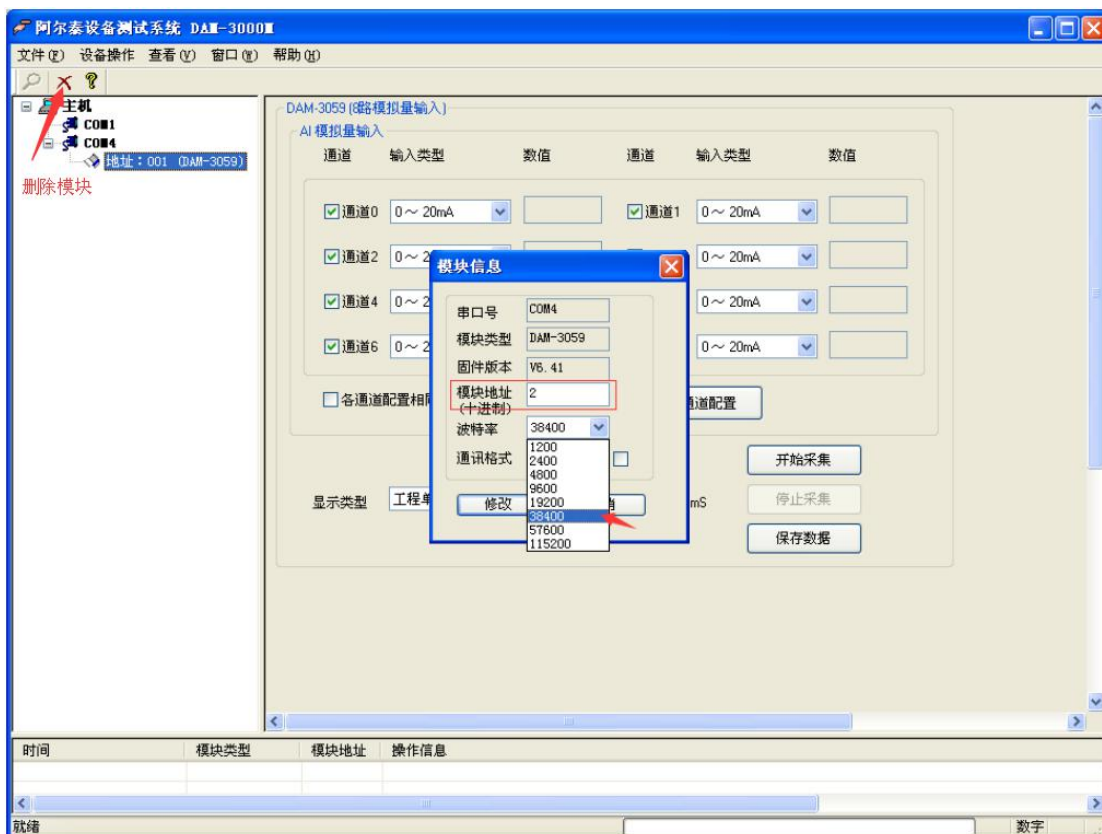 阿尔泰设备测试系统 DAM-3000M
文件(F) 设备操作 查看(V) 窗口(W) 帮助(H)
主机
COM1
COM4
地址：001 (DAM-3059)
删除模块
DAM-3059 (8路模拟量输入)
AI 模拟量输入
通道 输入类型 数值 通道 输入类型 数值
通道0 0～ 20mA 通道1 0～ 20mA
通道2 0～ 2 0～ 20mA
通道4 0～ 2 0～ 20mA
通道6 0～ 2 0～ 20mA
各通道配置相同 通道配置
显示类型 工程单 mS
开始采集
停止采集
保存数据
模块信息
串口号 COM4
模块类型 DAM-3059
固件版本 V6.41
模块地址 2
(十进制)
波特率 38400
通讯格式
1200
2400
4800
9600
19200
38400
57600
115200
修改
时间 模块类型 模块地址 操作信息
就绪 数字